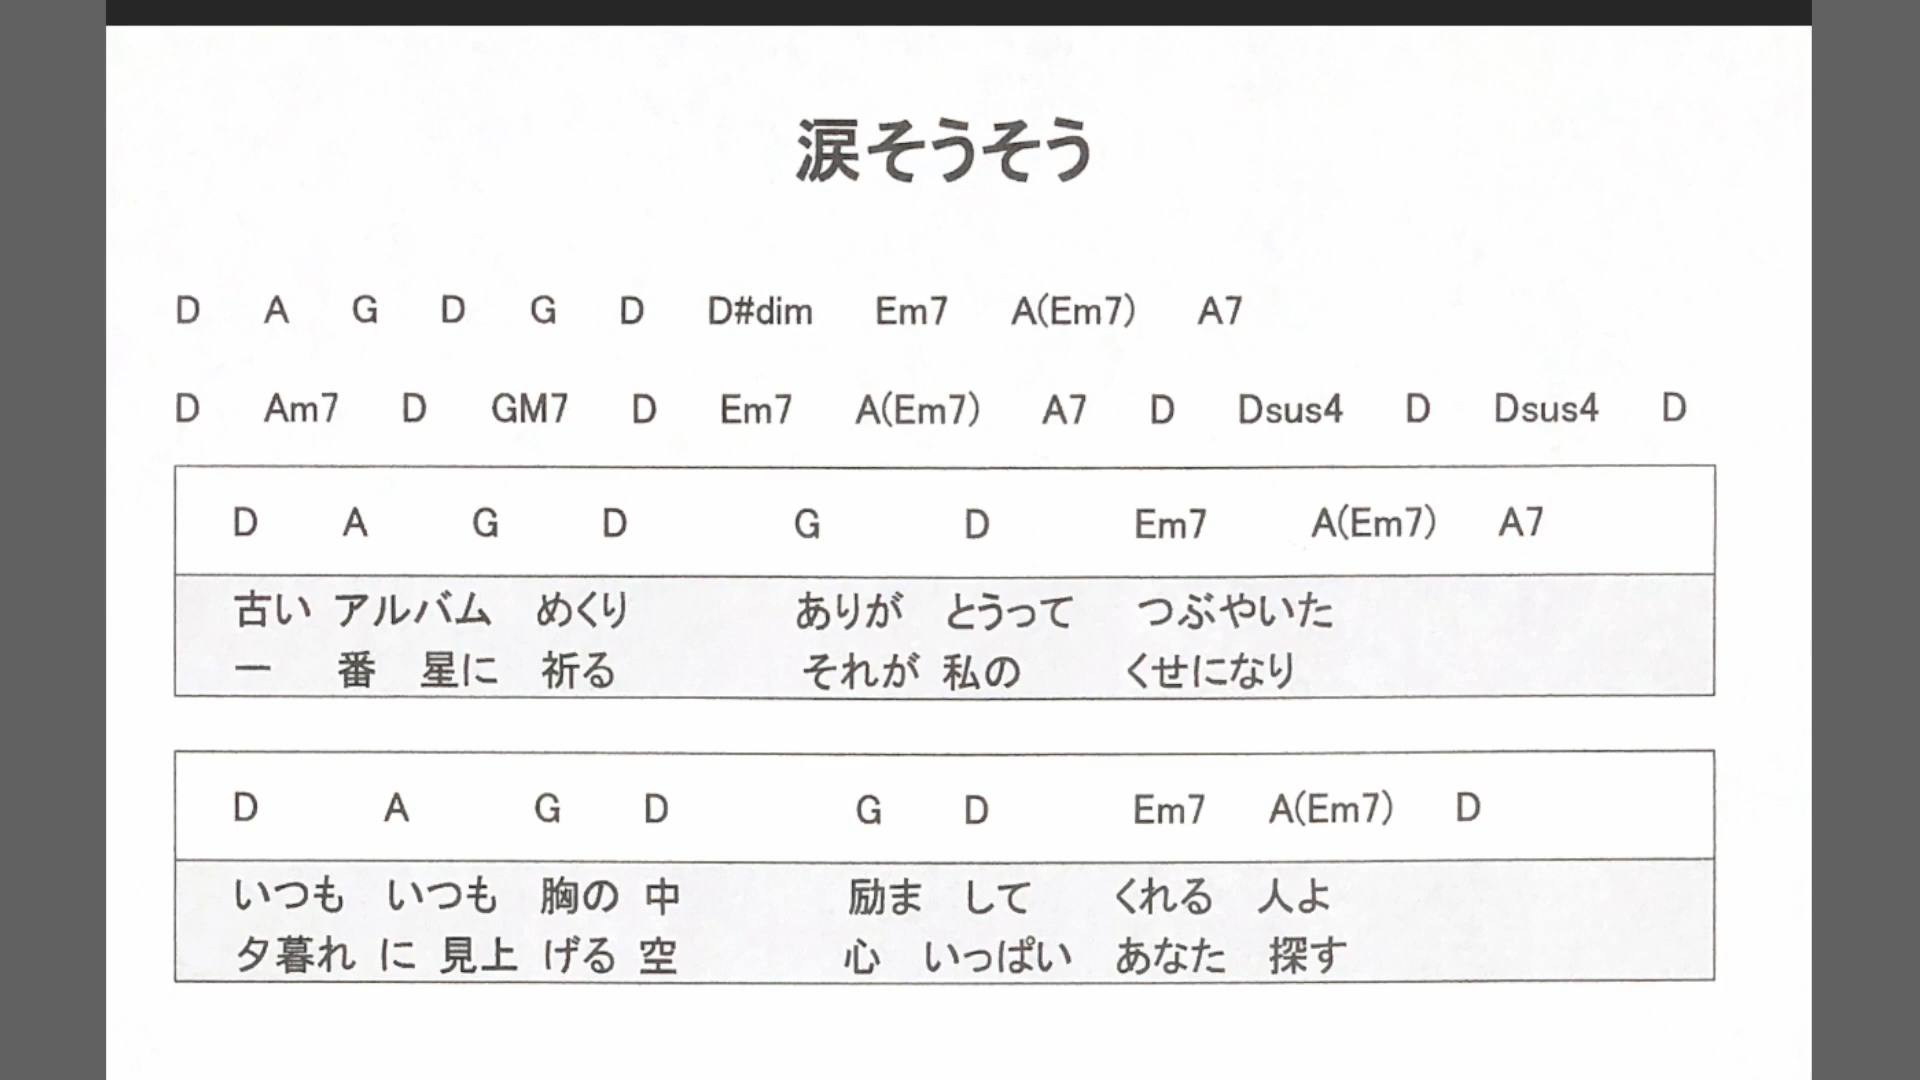 涙そうそう
D A G D G D D#dim Em7 A(Em7) A7
D Am7 D GM7 D Em7 A(Em7) A7 D Dsus4 D Dsus4 D
D A G D G D Em7 A(Em7) A7
古い アルバム めくり ありが とうって つぶやいた
一 番 星に 祈る それが 私の くせになり
D A G D G D Em7 A(Em7) D
いつも いつも 胸の 中 励ま して くれる 人よ
夕暮れ に 見上 げる 空 心 いっぱい あなた 探す